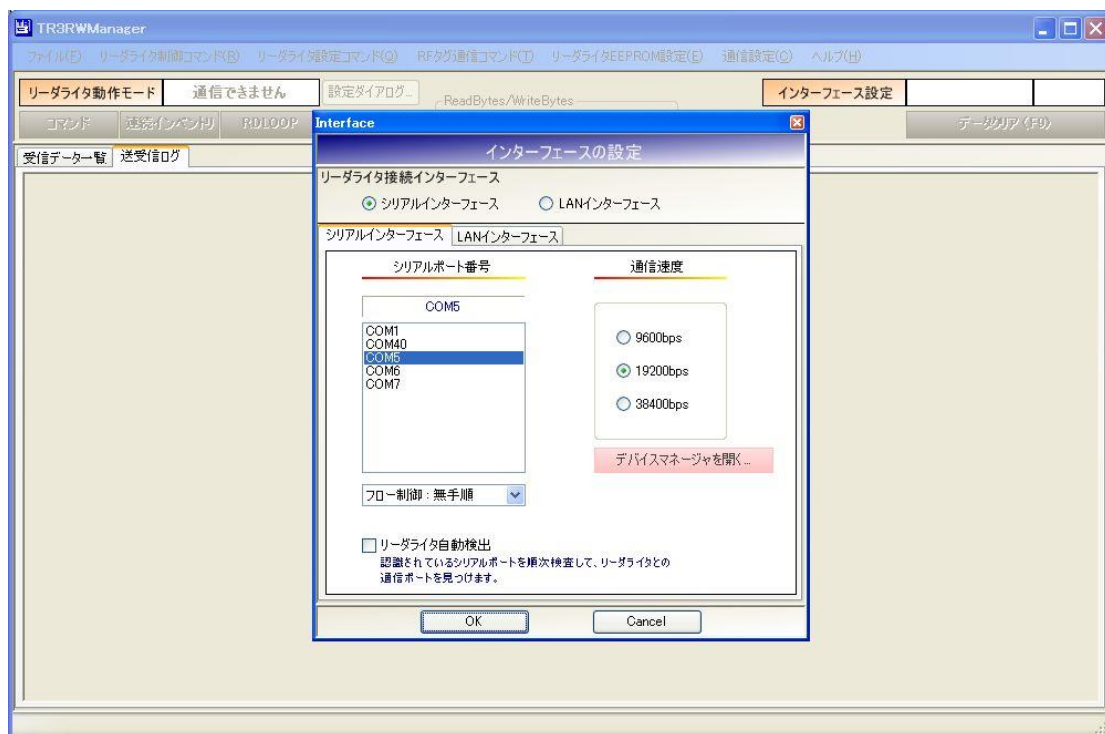 TR3RWManager
ファイル(F) リーダライタ制御コマンド(R) リーダライタ設定コマンド(Q) RFタグ通信コマンド(T) リーダライタEEPROM設定(E) 通信設定(C) ヘルプ(H)
リーダライタ動作モード 通信できません 設定ダイアログ... ReadBytes/WriteBytes インターフェース設定
コマンド 連続インベントリ RDLOOP データクリア (F9)
受信データ一覧 送受信ログ
Interface
インターフェースの設定
リーダライタ接続インターフェース
シリアルインターフェース LANインターフェース
シリアルインターフェース LANインターフェース
シリアルポート番号 通信速度
COM5
COM1
COM40
COM5
COM6
COM7
9600bps
19200bps
38400bps
デバイスマネージャを開く...
フロー制御:無手順
リーダライタ自動検出
認識されているシリアルポートを順次検査して、リーダライタとの
通信ポートを見つけます。
OK Cancel